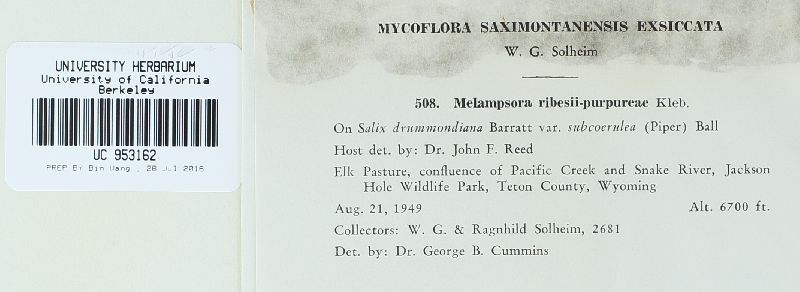 UNIVERSITY HERBARIUM
University of California
Berkeley
UC 953162
PREP By Bin Wang , 28 Jul 2016
MYCOFLORA SAXIMONTANENSIS EXSICCATA
W. G. Solheim
508. Melampsora ribesii-purpureae Kleb.
On Salix drummondiana Barratt var. subcoerulea (Piper) Ball
Host det. by: Dr. John F. Reed
Elk Pasture, confluence of Pacific Creek and Snake River, Jackson
Hole Wildlife Park, Teton County, Wyoming
Aug. 21, 1949 Alt. 6700 ft.
Collectors: W. G. & Ragnhild Solheim, 2681
Det. by: Dr. George B. Cummins